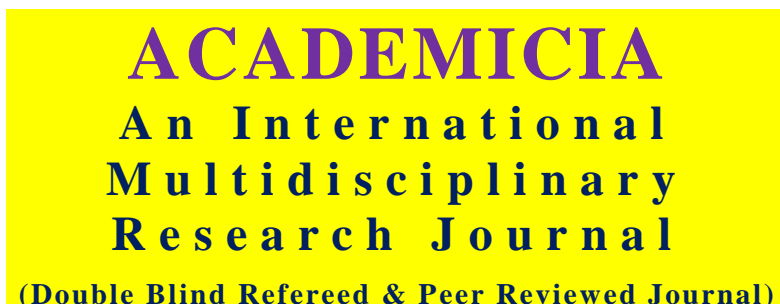 ACADEMICIA
An International
Multidisciplinary
Research Journal
(Double Blind Refereed & Peer Reviewed Journal)